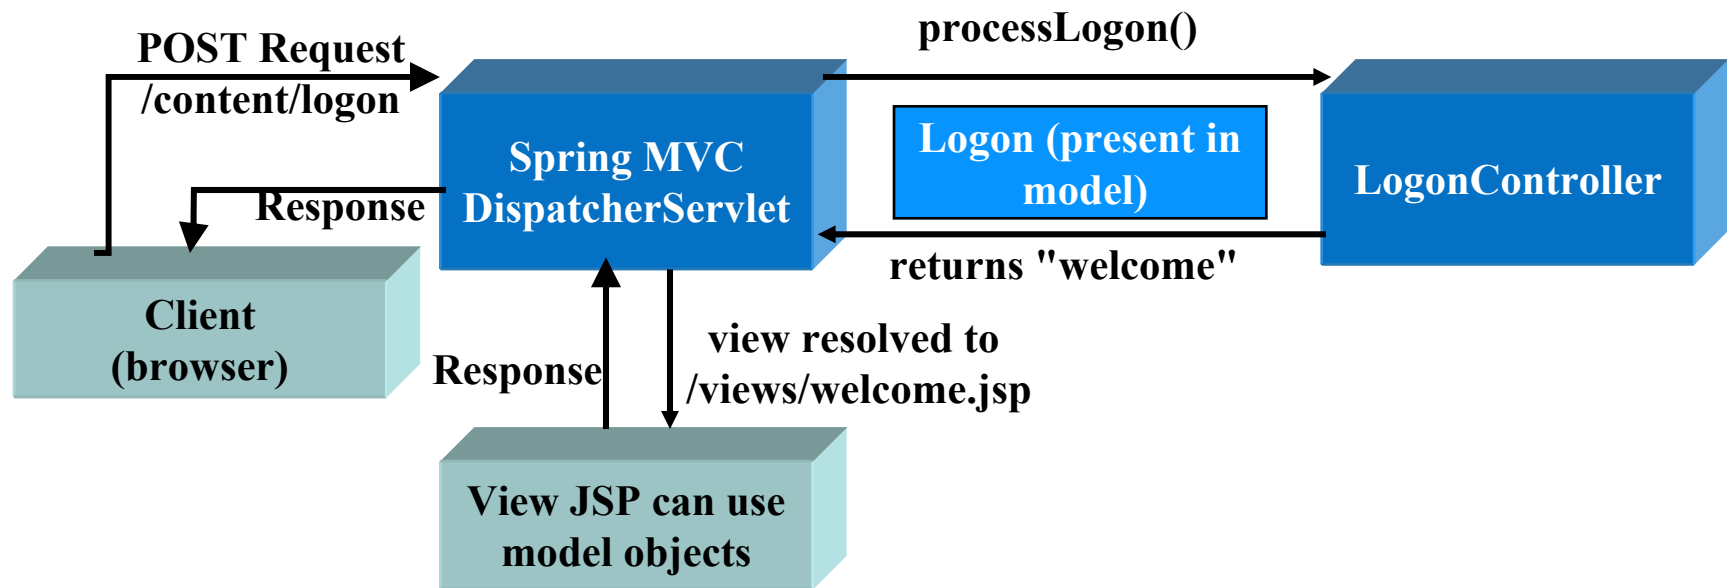 POST Request
/content/logon
processLogon()
Spring MVC
DispatcherServlet
Logon (present in
model)
LogonController
Response
returns "welcome"
Client
(browser)
Response
view resolved to
/views/welcome.jsp
View JSP can use
model objects